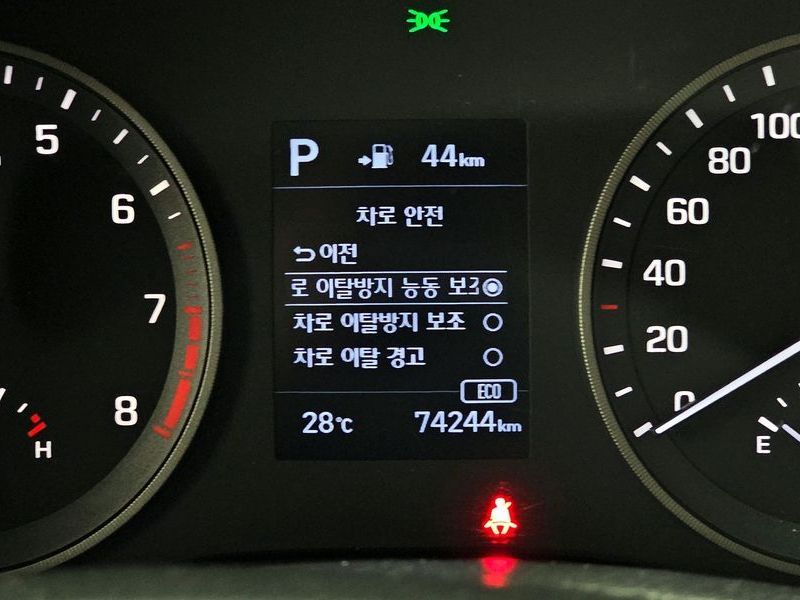 P 44km
차로 안전
이전
로 이탈방지 능동 보조
차로 이탈방지 보조
차로 이탈 경고
ECO
28℃ 74244km
5
6
7
8
H
100
80
60
40
20
0
E